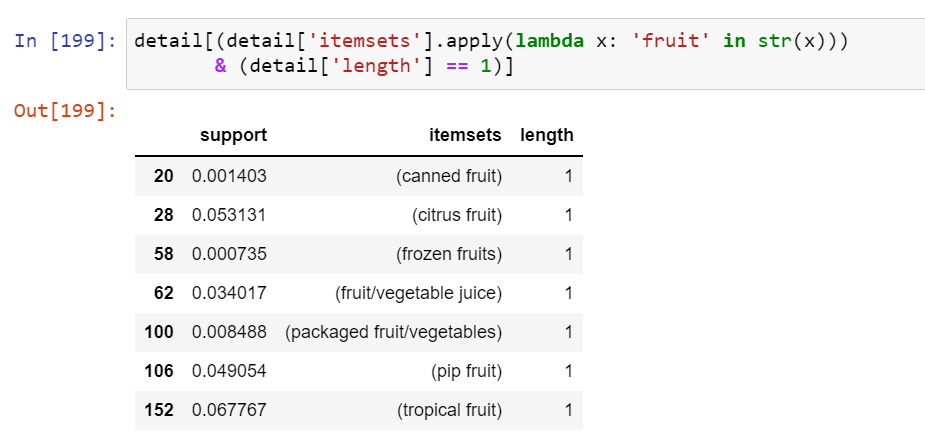 In [199]: detail[(detail['itemsets'].apply(lambda x: 'fruit' in str(x)))
& (detail['length'] == 1)]
Out[199]:
support itemsets length
20 0.001403 (canned fruit) 1
28 0.053131 (citrus fruit) 1
58 0.000735 (frozen fruits) 1
62 0.034017 (fruit/vegetable juice) 1
100 0.008488 (packaged fruit/vegetables) 1
106 0.049054 (pip fruit) 1
152 0.067767 (tropical fruit) 1